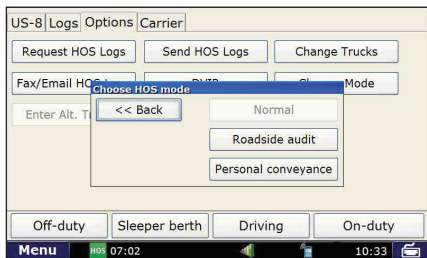 US-8 Logs Options Carrier
Request HOS Logs Send HOS Logs Change Trucks
Fax/Email HOS Mode
Choose HOS mode
Enter Alt. << Back Normal
Roadside audit
Personal conveyance
Off-duty Sleeper berth Driving On-duty
Menu HOS 07:02 10:33